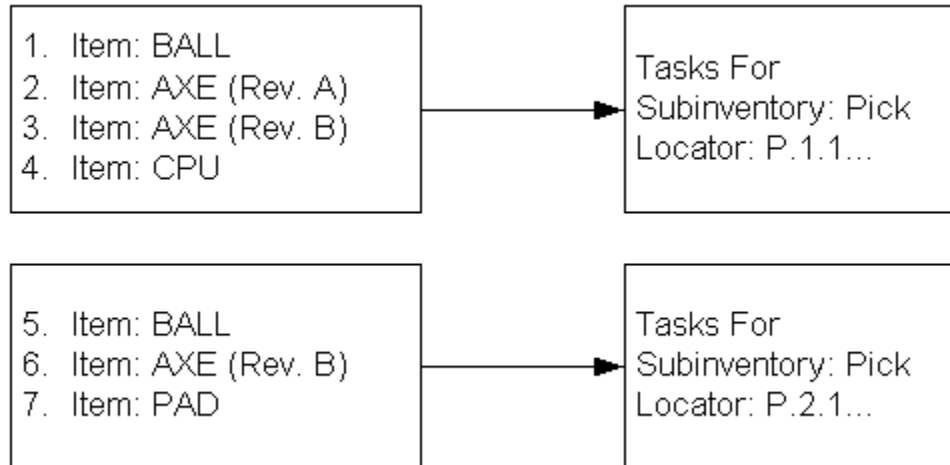 1. Item: BALL
2. Item: AXE (Rev. A)
3. Item: AXE (Rev. B)
4. Item: CPU
Tasks For
Subinventory: Pick
Locator: P.1.1...
5. Item: BALL
6. Item: AXE (Rev. B)
7. Item: PAD
Tasks For
Subinventory: Pick
Locator: P.2.1...